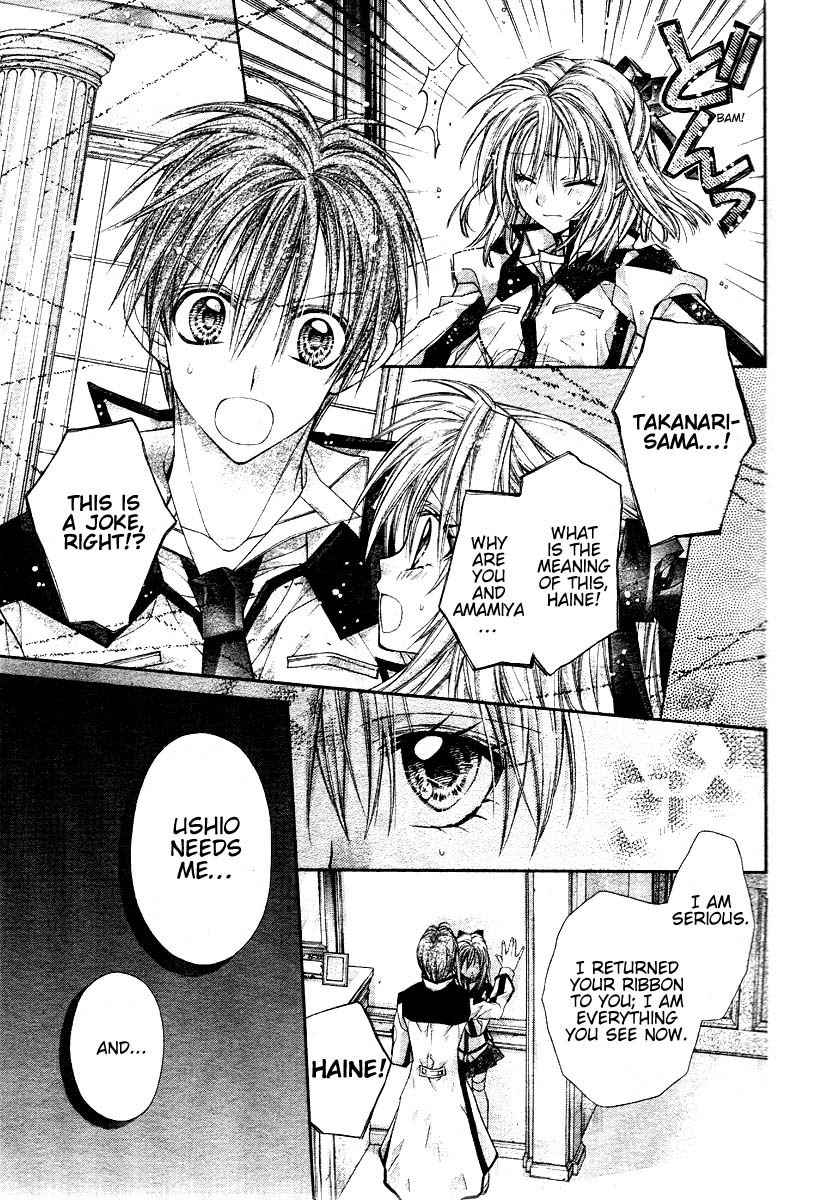 どんっ
BAM!
TAKANARI-
SAMA...!
WHAT
IS THE
MEANING
OF THIS,
HAINE!
WHY
ARE
YOU
AND
AMAMIYA
...
THIS IS
A JOKE,
RIGHT!?
I AM
SERIOUS.
I RETURNED
YOUR RIBBON
TO YOU; I AM
EVERYTHING
YOU SEE NOW.
HAINE!
USHIO
NEEDS
ME...
AND...